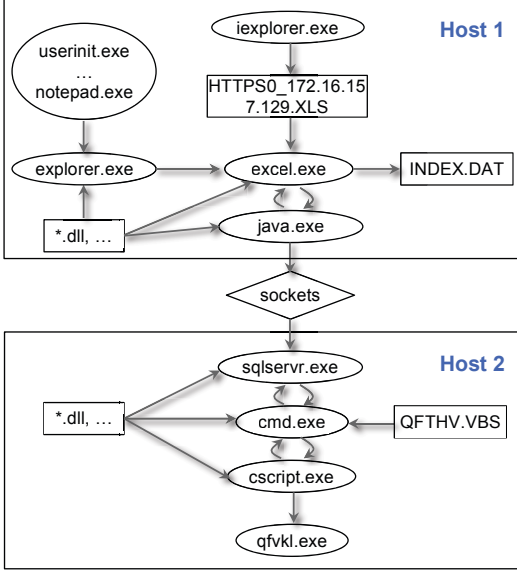 Host 1
iexplorer.exe
userinit.exe
…
notepad.exe
HTTPS0_172.16.15
7.129.XLS
explorer.exe
excel.exe
INDEX.DAT
*.dll, …
java.exe
sockets
Host 2
sqlservr.exe
*.dll, …
cmd.exe
QFTHV.VBS
cscript.exe
qfvkl.exe